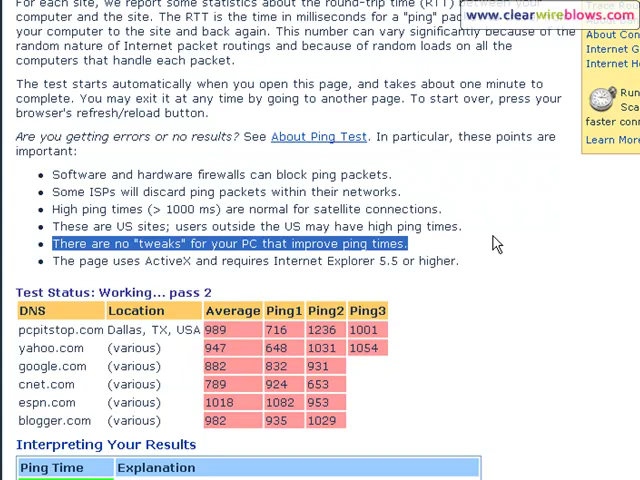 For each site, we report some statistics about the round-trip time (RTT) between your
www.clearwireblows.com
computer and the site. The RTT is the time in milliseconds for a "ping" pac
your computer to the site and back again. This number can vary significantly because of the
random nature of Internet packet routings and because of random loads on all the
computers that handle each packet.
The test starts automatically when you open this page, and takes about one minute to
complete. You may exit it at any time by going to another page. To start over, press your
browser's refresh/reload button.
Are you getting errors or no results? See About Ping Test. In particular, these points are
important:
• Software and hardware firewalls can block ping packets.
• Some ISPs will discard ping packets within their networks.
• High ping times (> 1000 ms) are normal for satellite connections.
• These are US sites; users outside the US may have high ping times.
• There are no "tweaks" for your PC that improve ping times.
• The page uses ActiveX and requires Internet Explorer 5.5 or higher.
Test Status: Working... pass 2
DNS Location Average Ping1 Ping2 Ping3
pcpitstop.com Dallas, TX, USA 989 716 1236 1001
yahoo.com (various) 947 648 1031 1054
google.com (various) 882 832 931
cnet.com (various) 789 924 653
espn.com (various) 1018 1082 953
blogger.com (various) 982 935 1029
Interpreting Your Results
Ping Time Explanation
About Con
Internet G
Internet He
Run
Sca
faster conn
Learn More